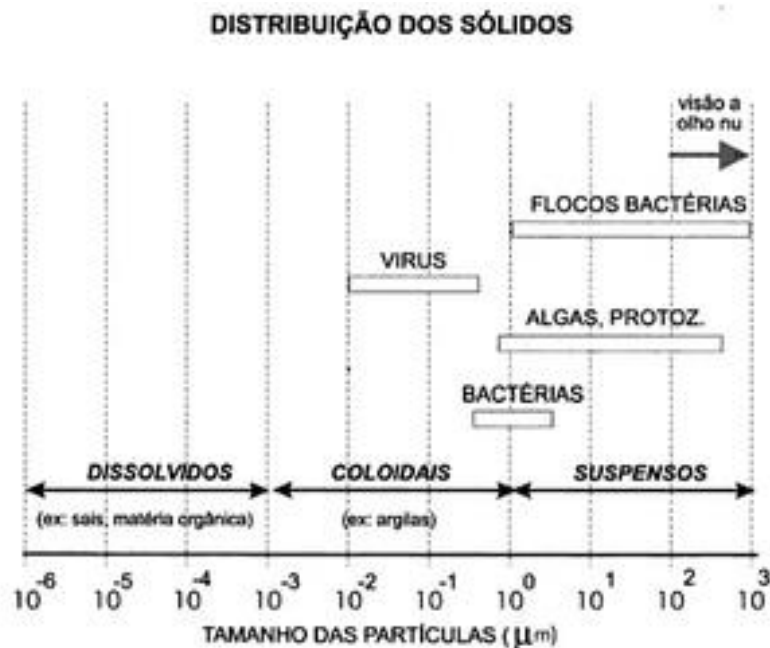 DISTRIBUIÇÃO DOS SÓLIDOS
visão a
olho nu
FLOCOS BACTÉRIAS
VIRUS
ALGAS, PROTOZ.
BACTÉRIAS
DISSOLVIDOS COLOIDAIS SUSPENSOS
(ex: sais, matéria orgânica) (ex: argilas)
10^-6 10^-5 10^-4 10^-3 10^-2 10^-1 10^0 10^1 10^2 10^3
TAMANHO DAS PARTÍCULAS (μm)